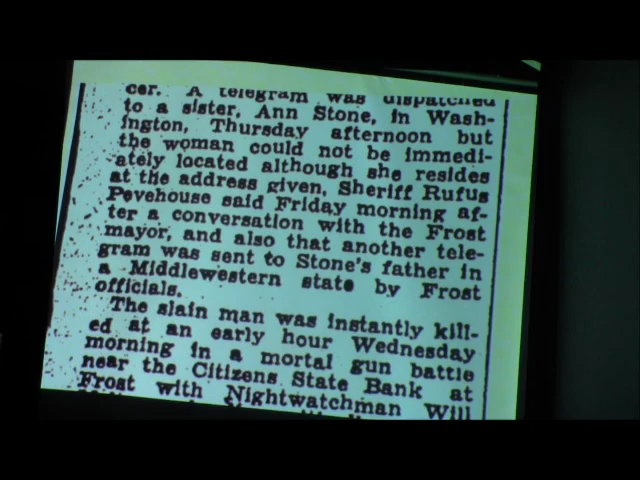 cer. A telegram was dispatched
to a sister, Ann Stone, in Wash-
ington, Thursday afternoon but
the woman could not be immedi-
ately located although she resides
at the address given, Sheriff Rufus
Pevehouse said Friday morning af-
ter a conversation with the Frost
mayor, and also that another tele-
gram was sent to Stone's father in
a Middlewestern state by Frost
officials.
The slain man was instantly kill-
ed at an early hour Wednesday
morning in a mortal gun battle
near the Citizens State Bank at
Frost with Nightwatchman Will